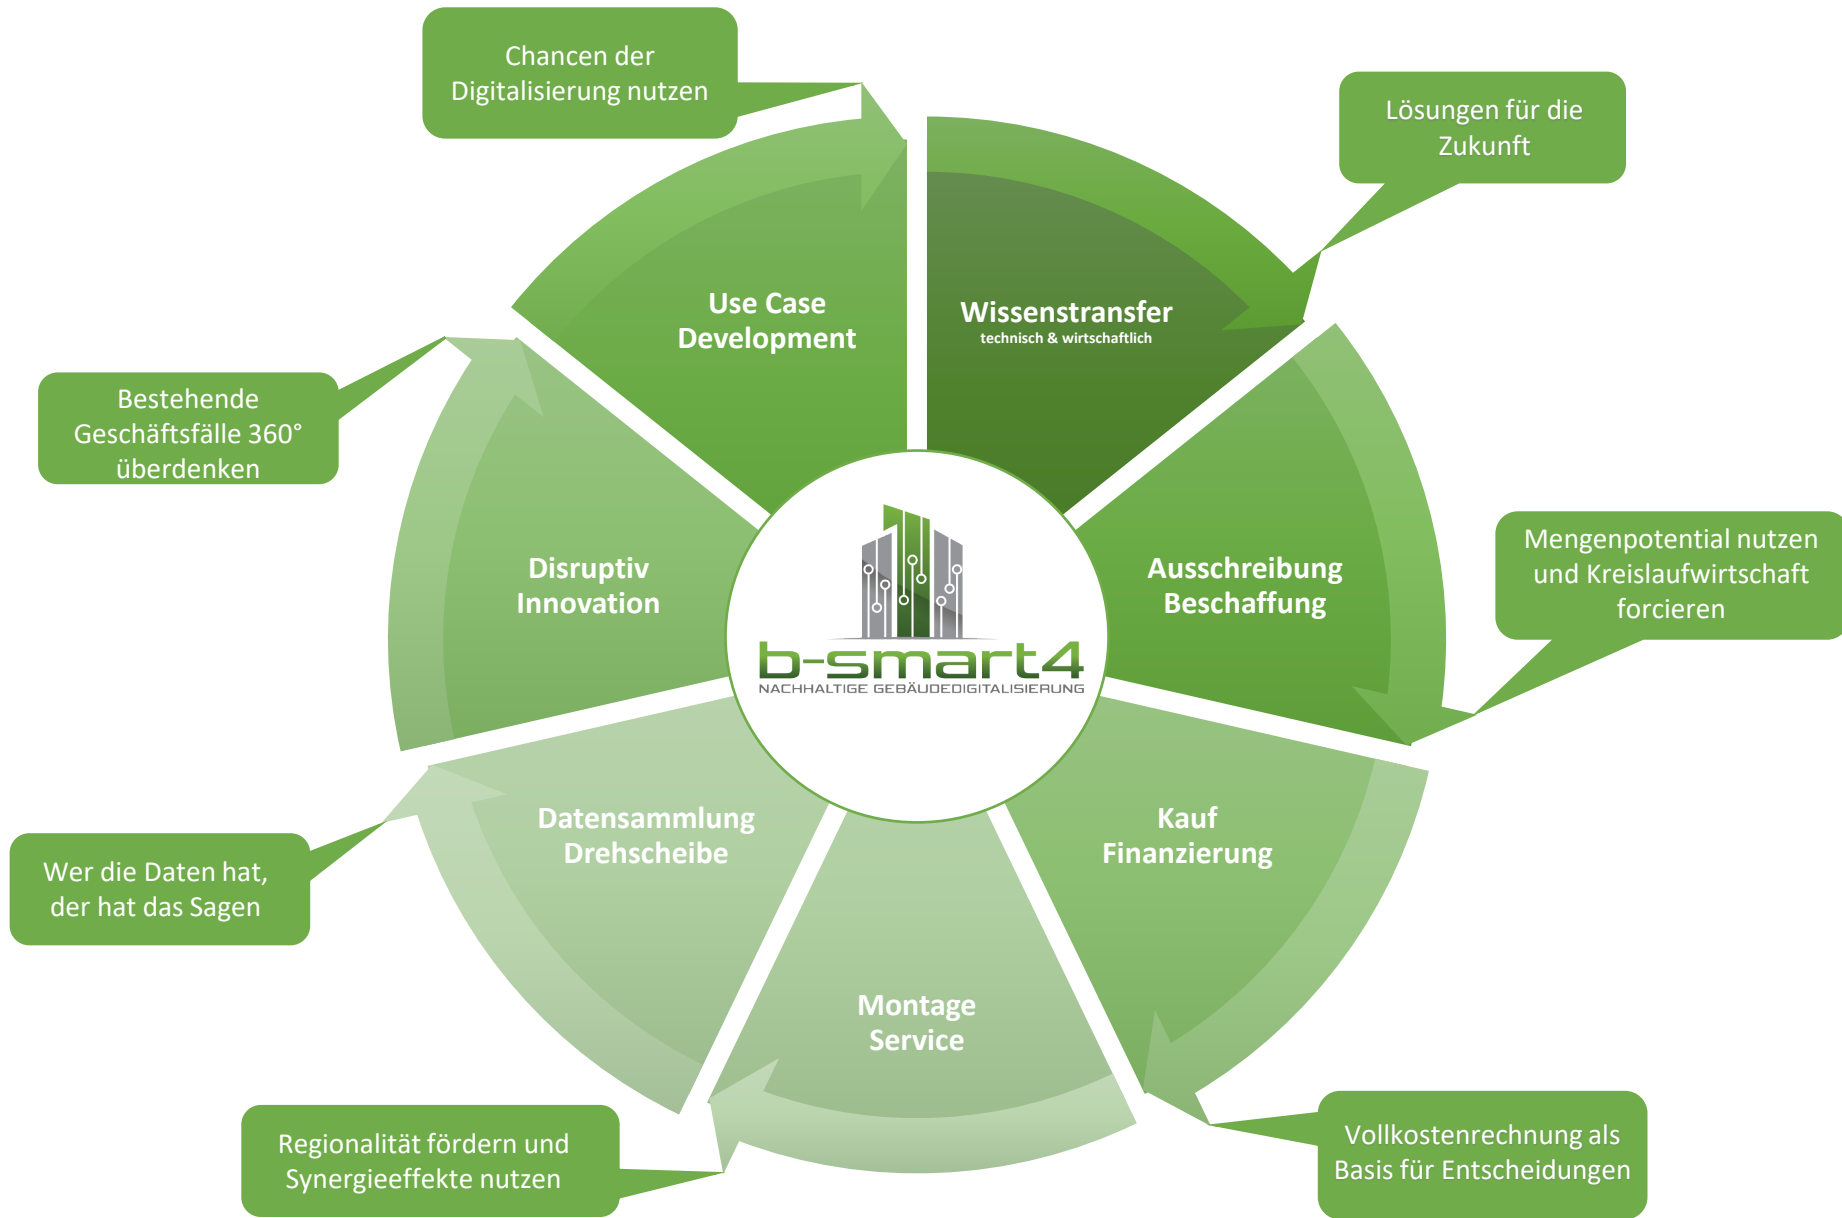 Chancen der
Digitalisierung nutzen
Lösungen für die
Zukunft
Use Case
Development
Wissenstransfer
technisch & wirtschaftlich
Bestehende
Geschäftsfälle 360°
überdenken
Disruptiv
Innovation
Ausschreibung
Beschaffung
Mengenpotential nutzen
und Kreislaufwirtschaft
forcieren
b-smart4
NACHHALTIGE GEBÄUDEDIGITALISIERUNG
Datensammlung
Drehscheibe
Kauf
Finanzierung
Wer die Daten hat,
der hat das Sagen
Montage
Service
Regionalität fördern und
Synergieeffekte nutzen
Vollkostenrechnung als
Basis für Entscheidungen